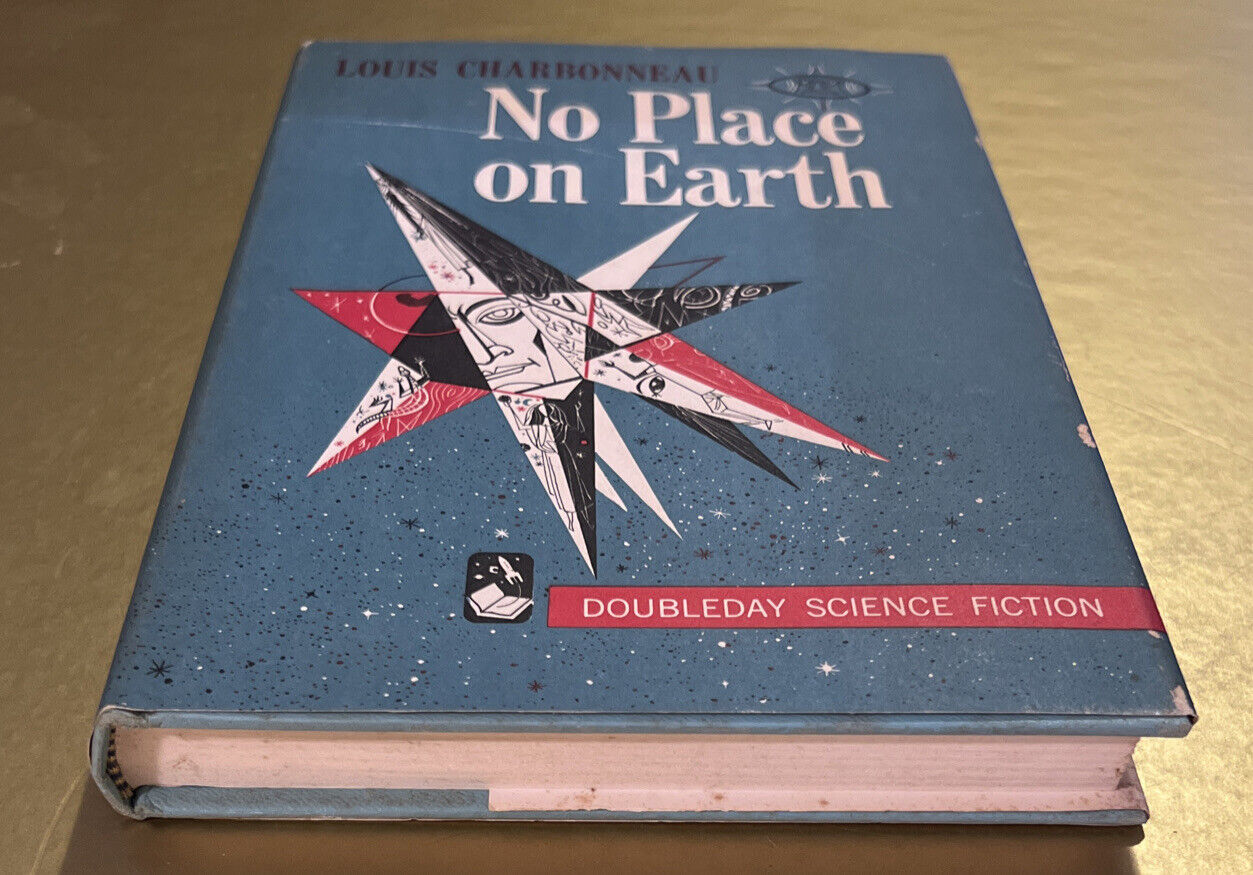 LOUIS CHARBONNEAU
No Place
on Earth
DOUBLEDAY SCIENCE FICTION